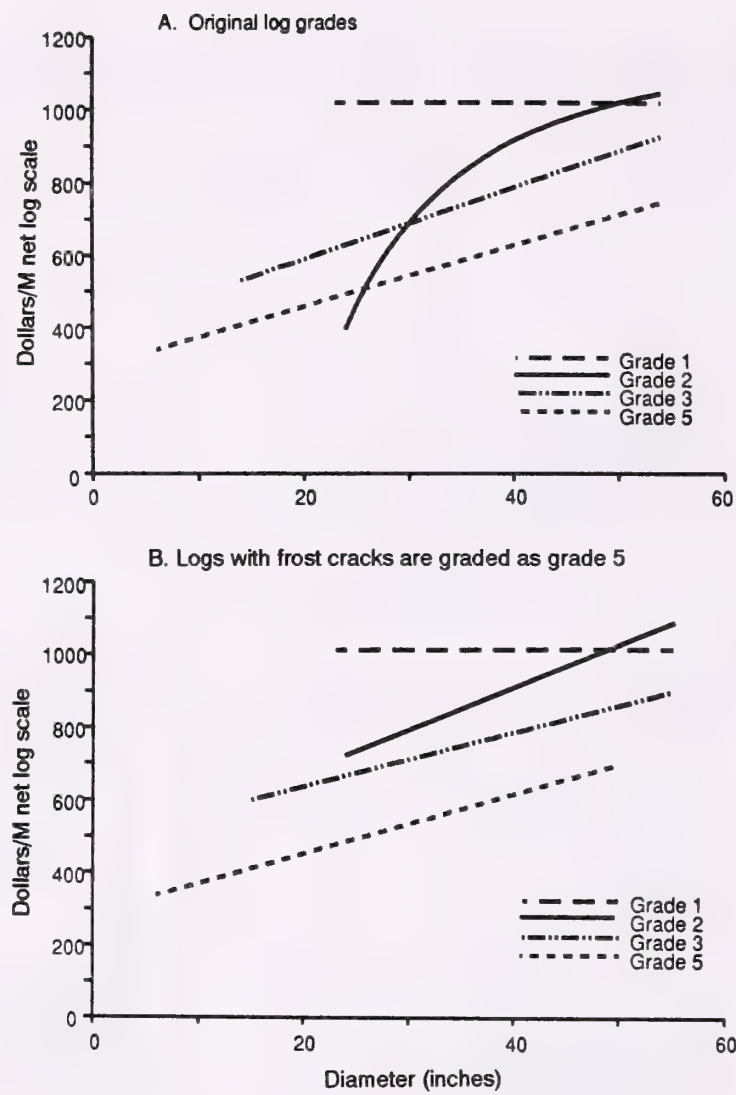 A. Original log grades
1200
1000
800
600
400
200
0
Dollars/M net log scale
Grade 1
Grade 2
Grade 3
Grade 5
0 20 40 60
B. Logs with frost cracks are graded as grade 5
1200
1000
800
600
400
200
0
Dollars/M net log scale
Grade 1
Grade 2
Grade 3
Grade 5
0 20 40 60
Diameter (inches)